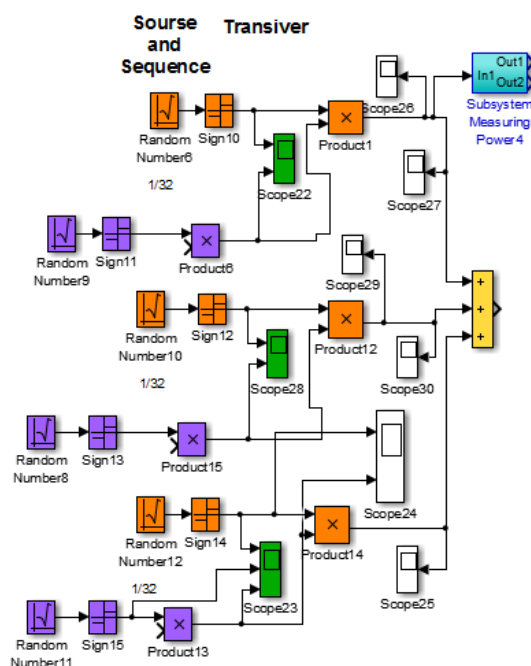 Sourse
and
Sequence
Transiver
Random
Number6
Sign10
1/32
Scope22
Product1
Scope26
In1
Out1
Out2
Subsystem
Measuring
Power4
Scope27
Random
Number9
Sign11
Product6
Scope29
Random
Number10
Sign12
1/32
Scope28
Product12
Scope30
+
+
+
Random
Number8
Sign13
Product15
Scope24
Random
Number12
Sign14
1/32
Scope23
Product14
Scope25
Random
Number11
Sign15
Product13